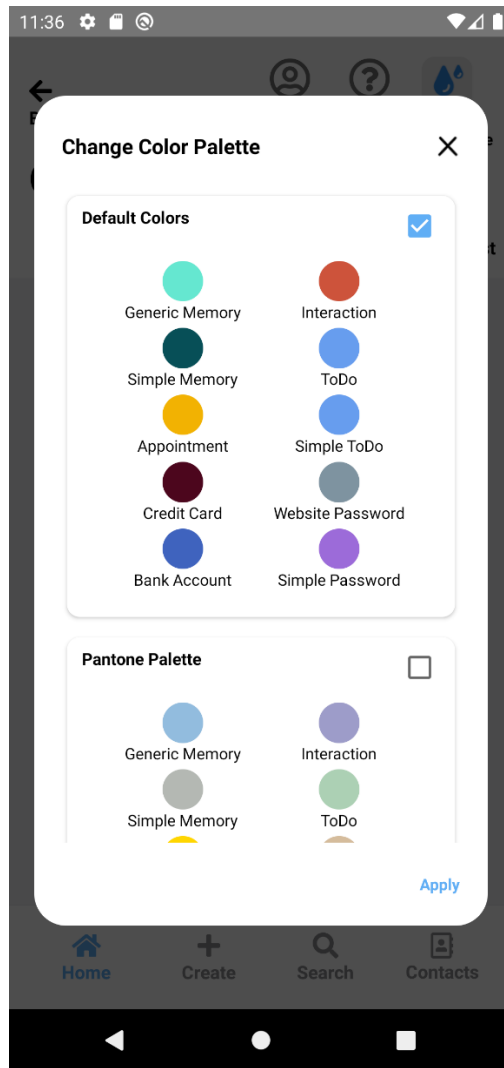 11:36
Change Color Palette
Default Colors
Generic Memory Interaction
Simple Memory ToDo
Appointment Simple ToDo
Credit Card Website Password
Bank Account Simple Password
Pantone Palette
Generic Memory Interaction
Simple Memory ToDo
Apply
Home Create Search Contacts